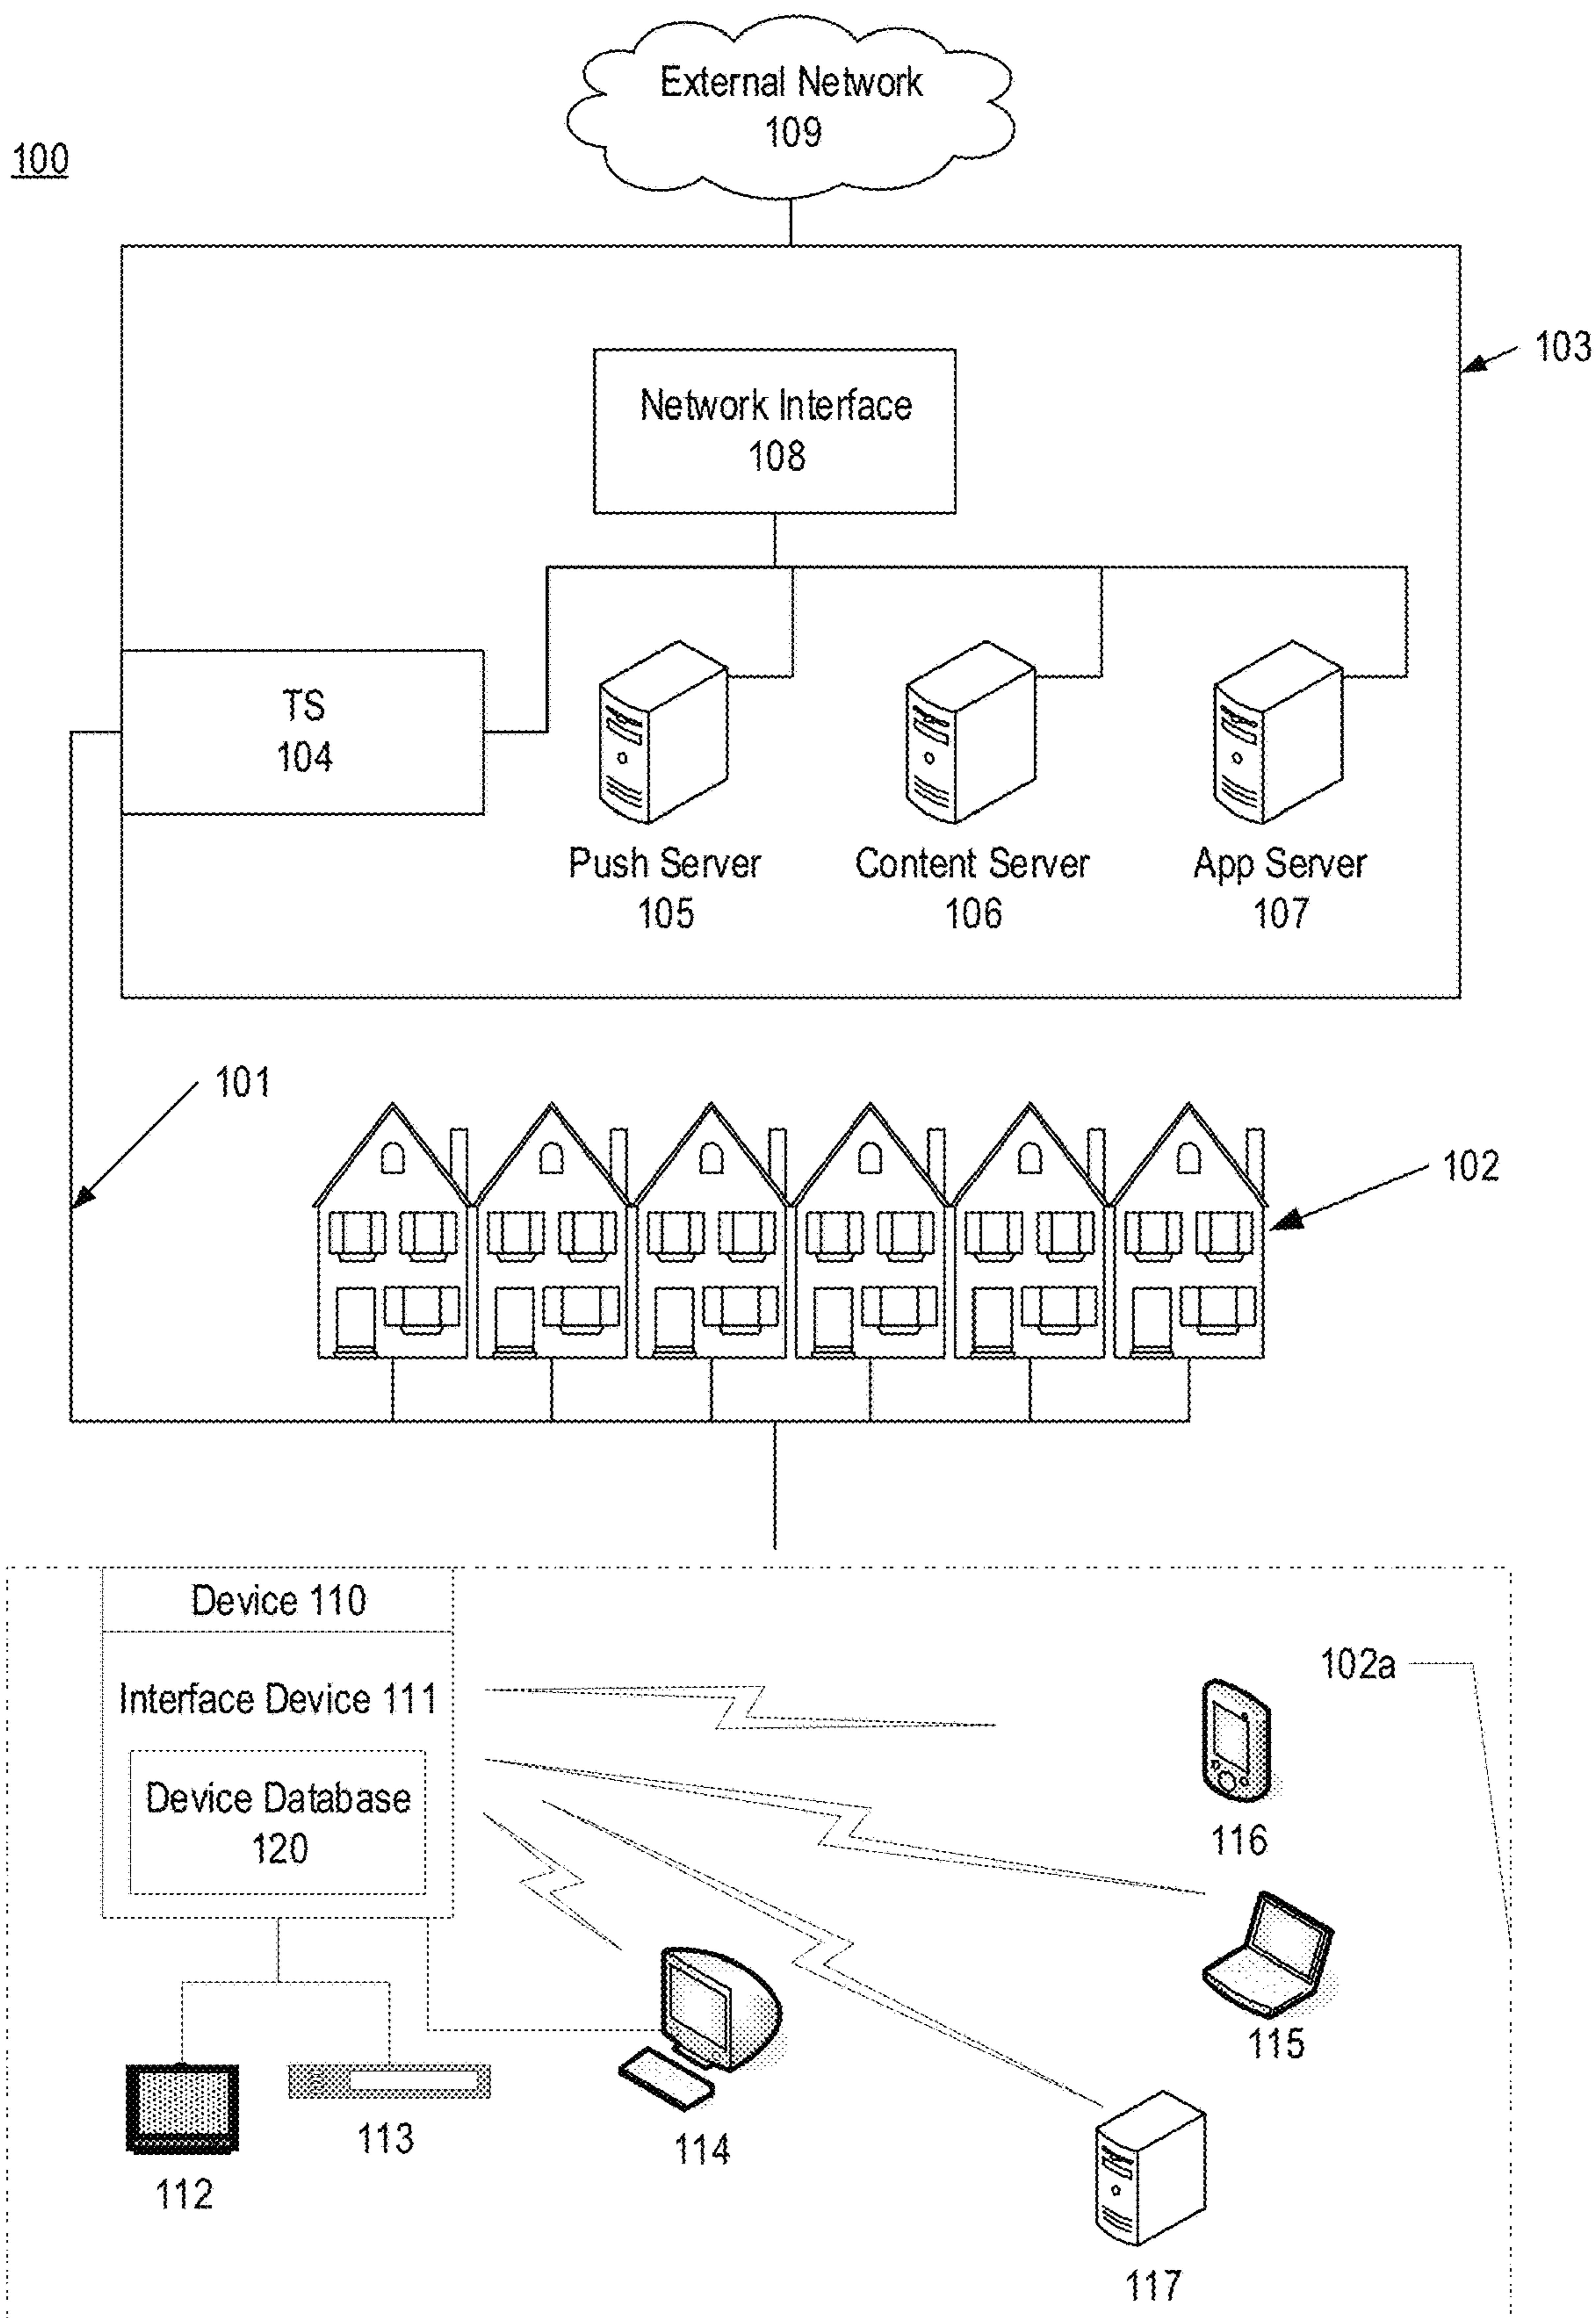 External Network
109
100
103
Network Interface
108
TS
104
Push Server
105
Content Server
106
App Server
107
101
102
Device 110
102a
Interface Device 111
Device Database
120
116
115
114
113
112
117